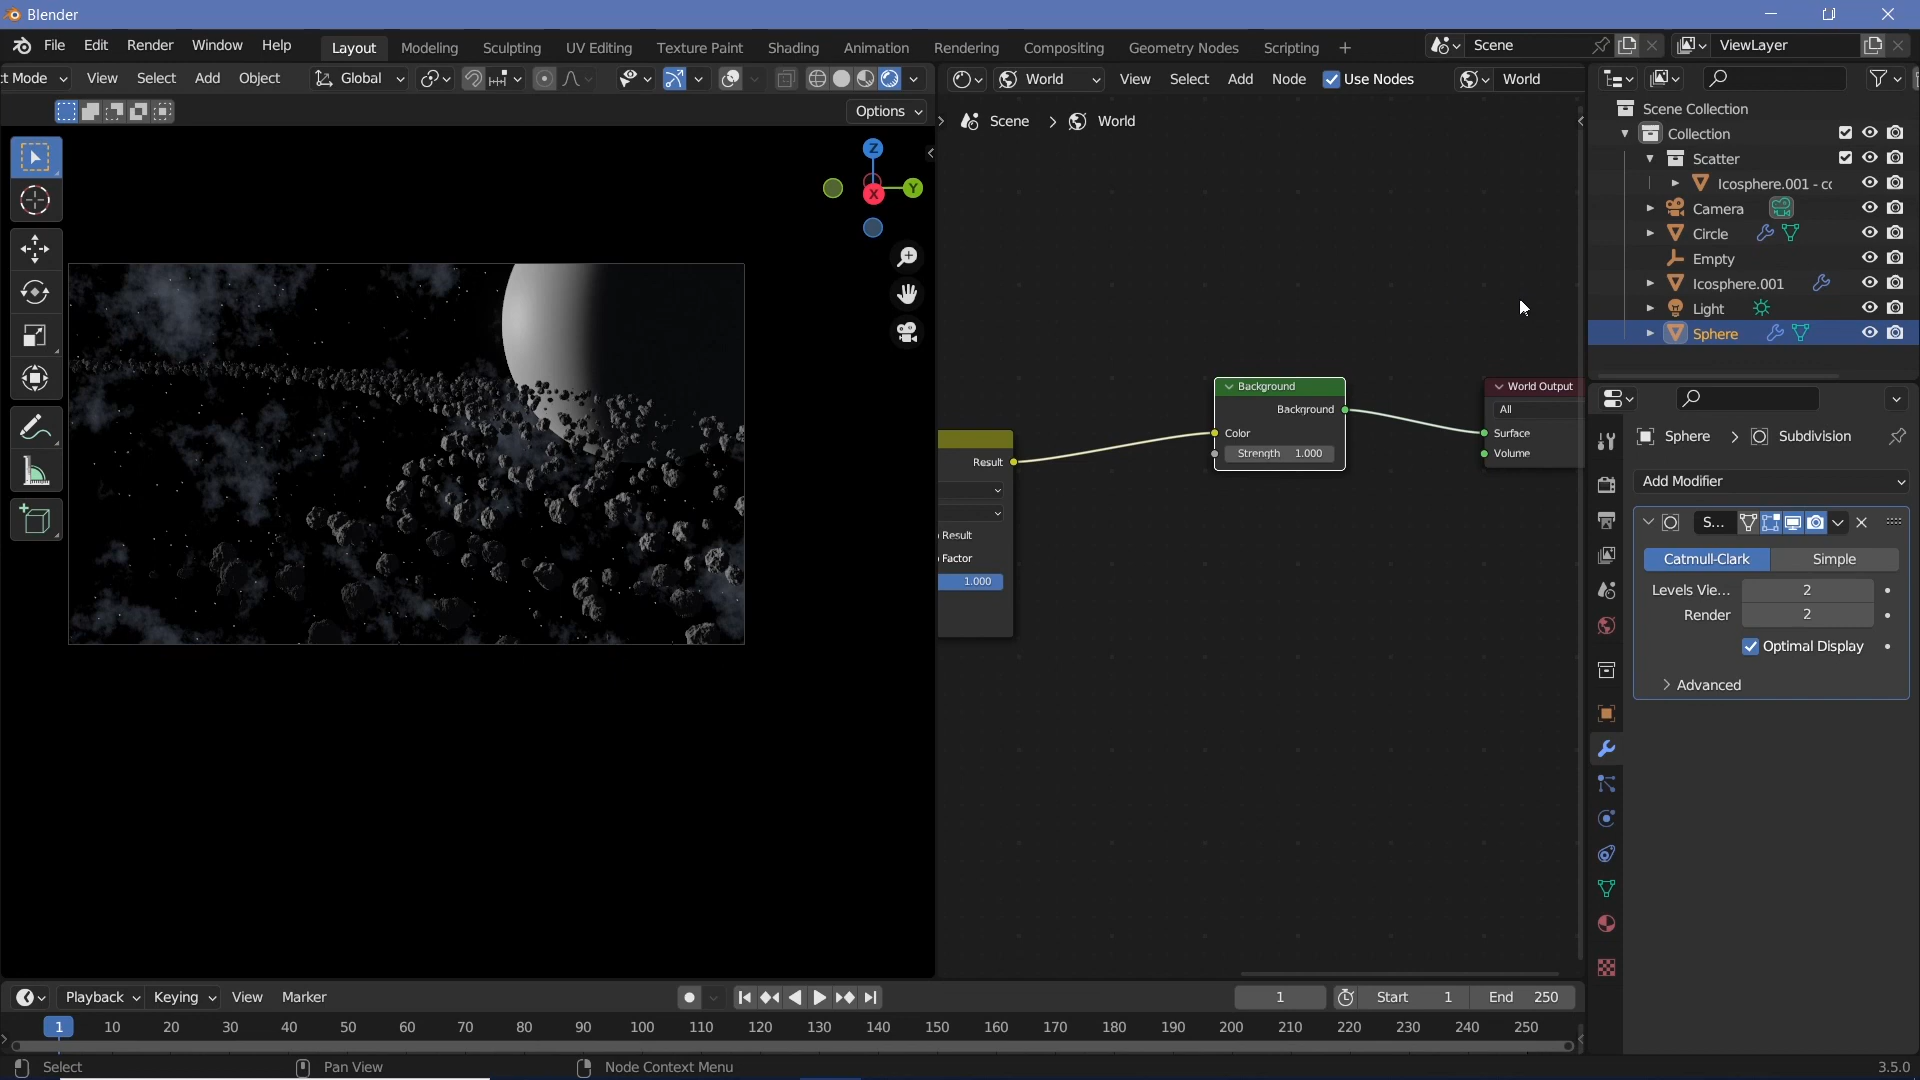 Blender
File Edit Render Window Help
Layout Modeling Sculpting UV Editing Texture Paint Shading Animation Rendering Compositing Geometry Nodes Scripting +
Scene
ViewLayer
t Mode View Select Add Object Global
Options
Z
Y
X
World View Select Add Node Use Nodes World
Scene > World
Result
Result
Factor
1.000
Background
Background
Color
Strength 1.000
World Output
All
Surface
Volume
Scene Collection
Collection
Scatter
Icosphere.001 - co
Camera
Circle
Empty
Icosphere.001
Light
Sphere
Sphere > Subdivision
Add Modifier
S...
Catmull-Clark Simple
Levels Vie... 2
Render 2
Optimal Display
Advanced
Playback Keying View Marker
1
Start 1
End 250
1 10 20 30 40 50 60 70 80 90 100 110 120 130 140 150 160 170 180 190 200 210 220 230 240 250
Select
Pan View
Node Context Menu
3.5.0